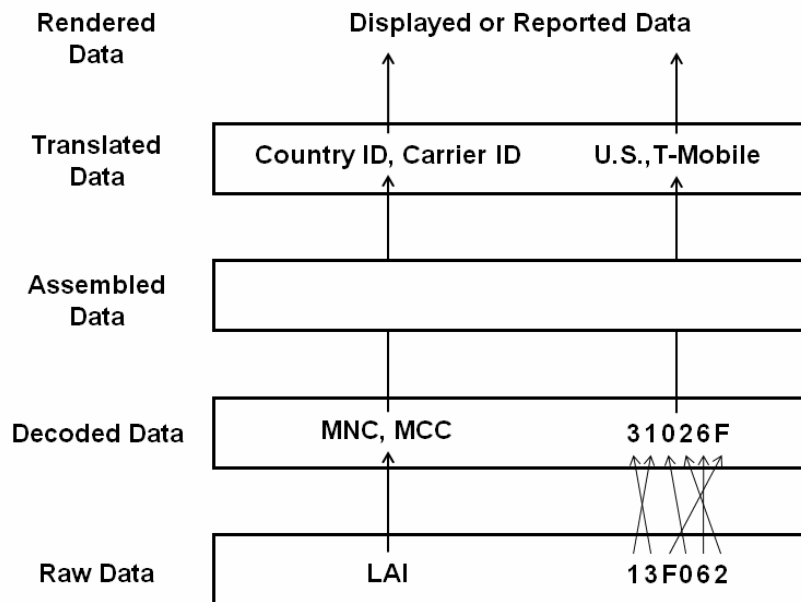 Rendered Data
Displayed or Reported Data
Translated Data
Country ID, Carrier ID
U.S.,T-Mobile
Assembled Data
Decoded Data
MNC, MCC
31026F
Raw Data
LAI
13F062